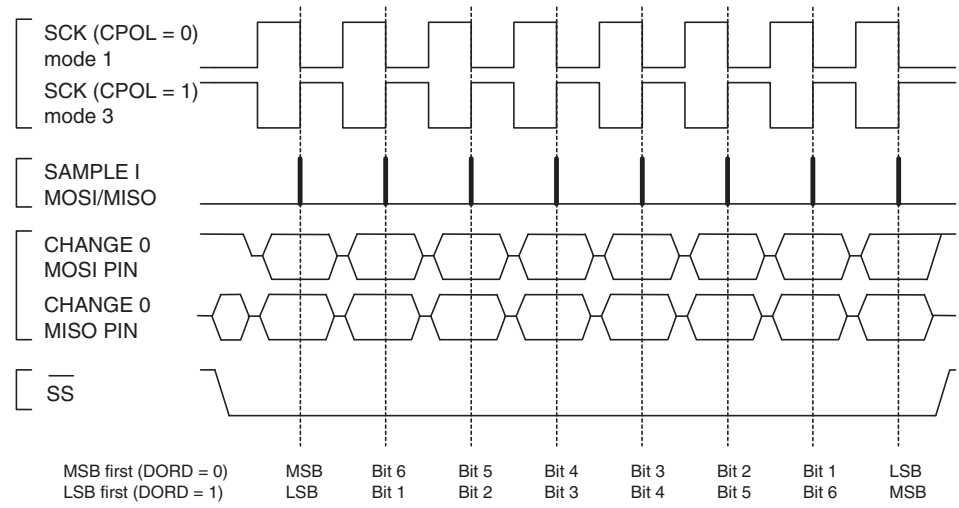 SCK (CPOL = 0)
mode 1
SCK (CPOL = 1)
mode 3
SAMPLE I
MOSI/MISO
CHANGE 0
MOSI PIN
CHANGE 0
MISO PIN
SS
MSB first (DORD = 0) MSB Bit 6 Bit 5 Bit 4 Bit 3 Bit 2 Bit 1 LSB
LSB first (DORD = 1) LSB Bit 1 Bit 2 Bit 3 Bit 4 Bit 5 Bit 6 MSB